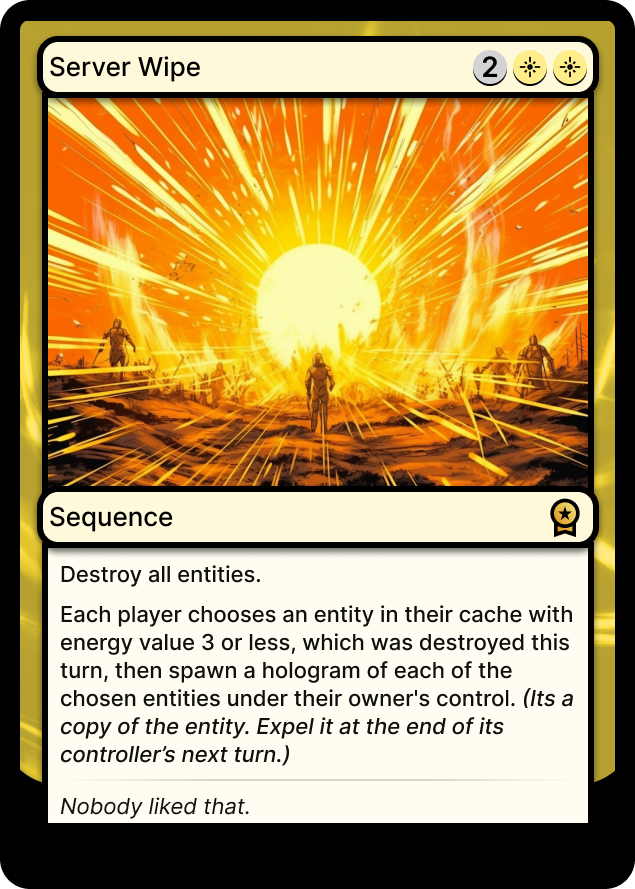 Server Wipe 2
Sequence
Destroy all entities.
Each player chooses an entity in their cache with
energy value 3 or less, which was destroyed this
turn, then spawn a hologram of each of the
chosen entities under their owner's control. (Its a
copy of the entity. Expel it at the end of its
controller’s next turn.)
Nobody liked that.